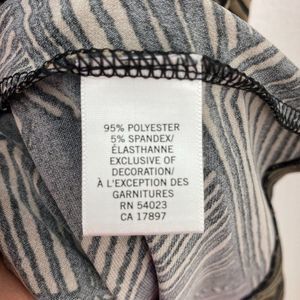 95% POLYESTER
5% SPANDEX/
ÉLASTHANNE
EXCLUSIVE OF
DECORATION/
À L'EXCEPTION DES
GARNITURES
RN 54023
CA 17897